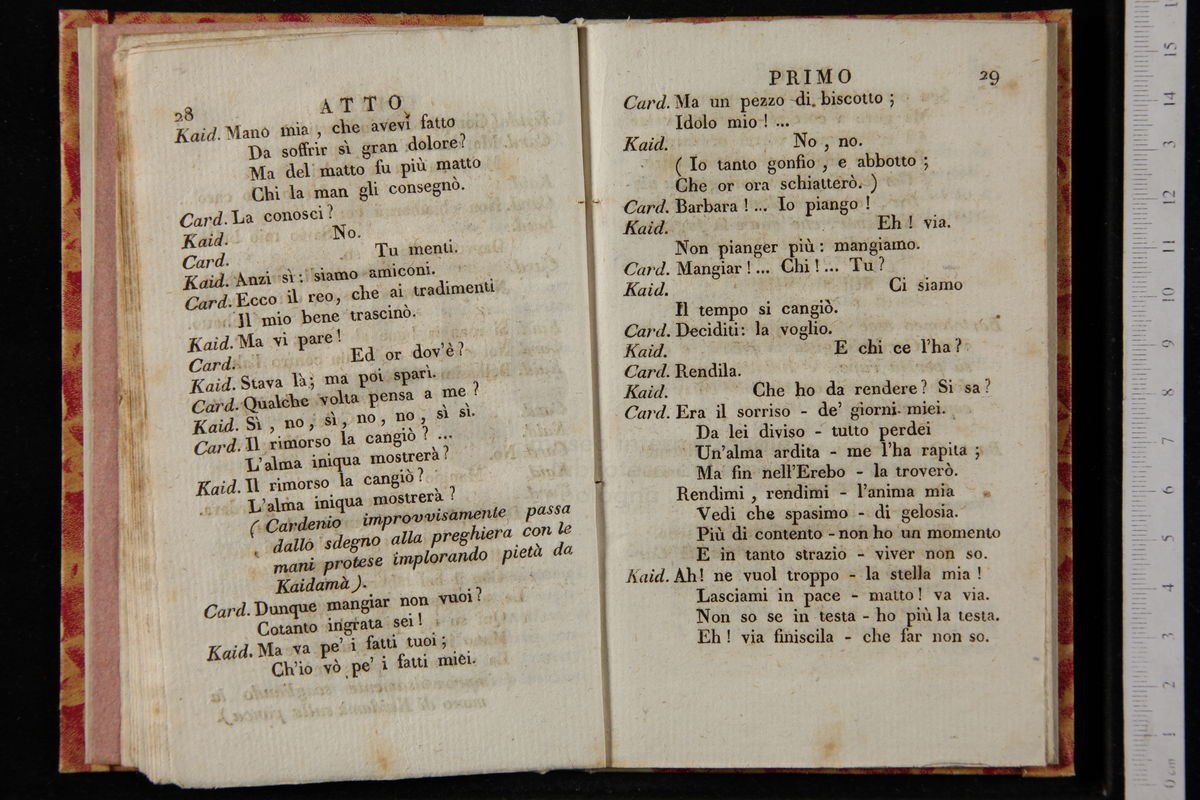 28
ATTO
Kaid. Mano mia , che avevi fatto
Da soffrir sì gran dolore?
Ma del matto fu più matto
Chi la man gli consegnò.
Card. La conosci?
Kaid. No.
Card. Tu menti.
Kaid. Anzi sì: siamo amiconi.
Card. Ecco il reo, che ai tradimenti
Il mio bene trascinò.
Kaid. Ma vi pare!
Card. Ed or dov'è?
Kaid. Stava là; ma poi sparì.
Card. Qualche volta pensa a me ?
Kaid. Sì , no , sì , no , no , sì sì.
Card. Il rimorso la cangiò ? ...
L'alma iniqua mostrerà ?
Kaid. Il rimorso la cangiò ?
L'alma iniqua mostrerà ?
( Cardenio improvvisamente passa
dallo sdegno alla preghiera con le
mani protese implorando pietà da
Kaidamà ).
Card. Dunque mangiar non vuoi?
Cotanto ingrata sei !
Kaid. Ma va pe' i fatti tuoi ;
Ch'io vò pe' i fatti miei.
PRIMO
29
Card. Ma un pezzo di biscotto ;
Idolo mio ! ...
Kaid. No , no.
( Io tanto gonfio , e abbotto ;
Che or ora schiatterò. )
Card. Barbara ! ... Io piango !
Kaid. Eh ! via.
Non pianger più : mangiamo.
Card. Mangiar ! ... Chi ! ... Tu ?
Kaid. Ci siamo
Il tempo si cangiò.
Card. Deciditi: la voglio.
Kaid. E chi ce l'ha?
Card. Rendila.
Kaid. Che ho da rendere? Si sa?
Card. Era il sorriso - de' giorni miei.
Da lei diviso - tutto perdei
Un'alma ardita - me l'ha rapita ;
Ma fin nell'Erebo - la troverò.
Rendimi , rendimi - l'anima mia
Vedi che spasimo - di gelosia.
Più di contento - non ho un momento
E in tanto strazio - viver non so.
Kaid. Ah! ne vuol troppo - la stella mia !
Lasciami in pace - matto! va via.
Non so se in testa - ho più la testa.
Eh ! via finiscila - che far non so.